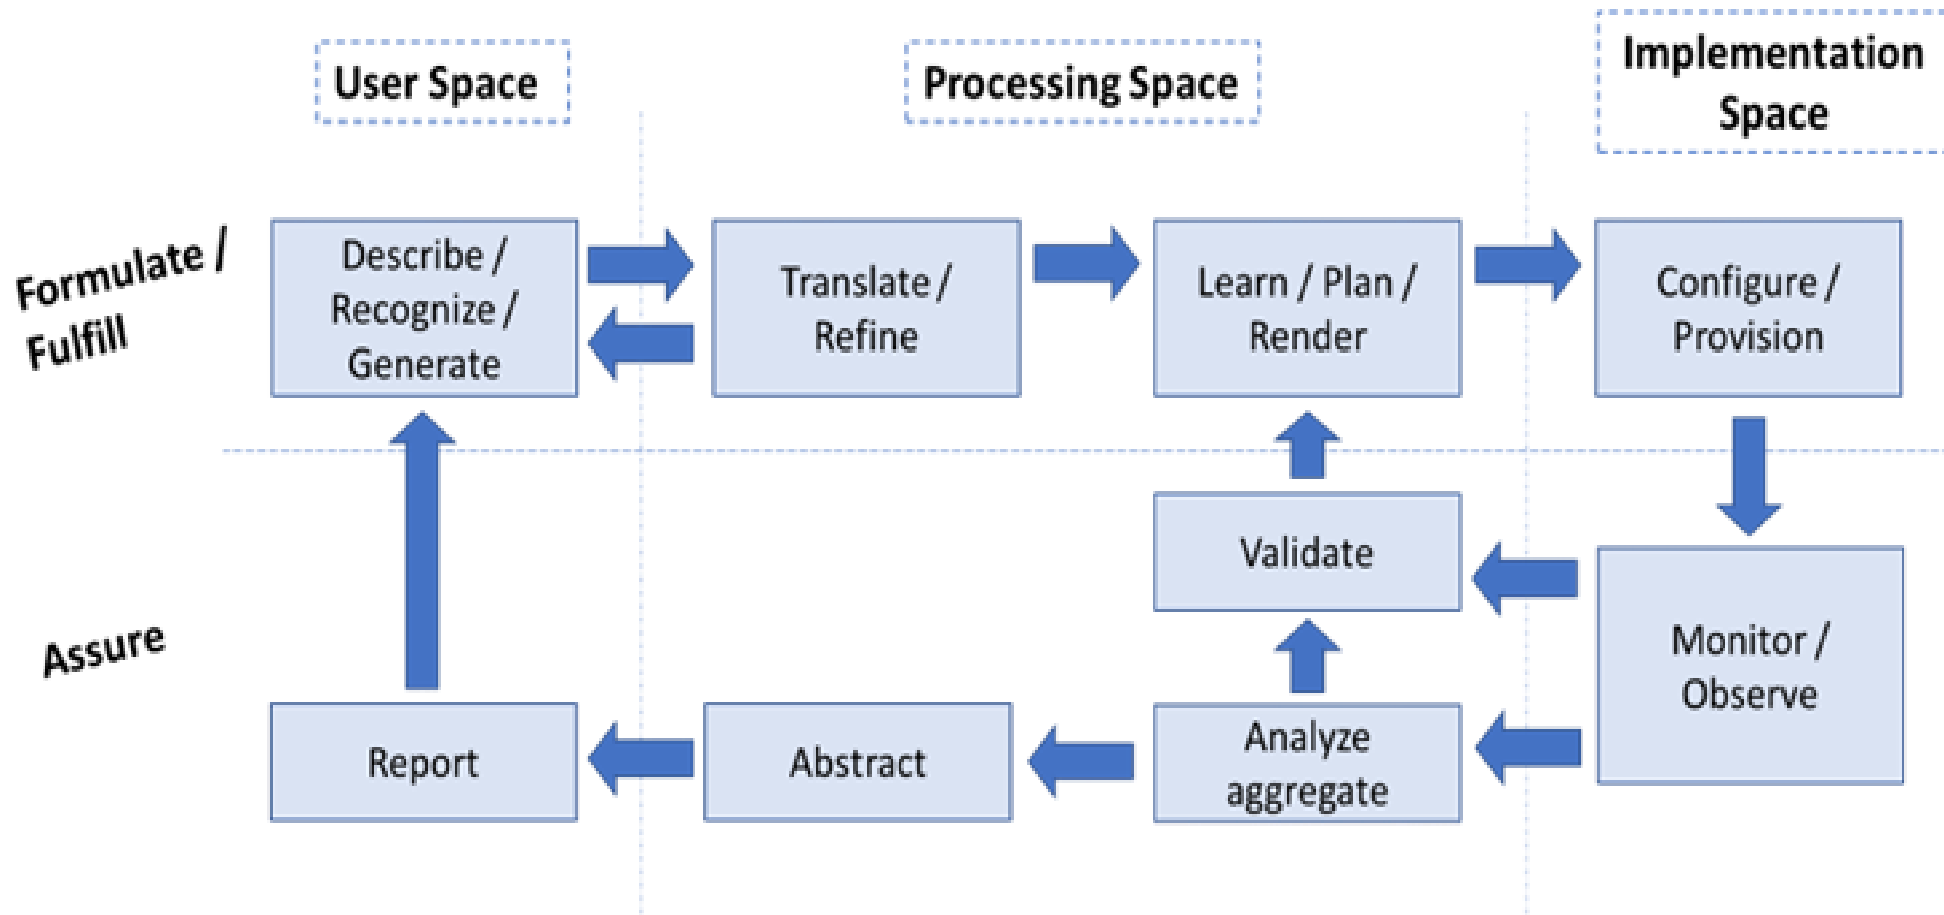 User Space
Processing Space
Implementation
Space
Formulate /
Fulfill
Describe /
Recognize /
Generate
Translate /
Refine
Learn / Plan /
Render
Configure /
Provision
Assure
Validate
Monitor /
Observe
Report
Abstract
Analyze
aggregate